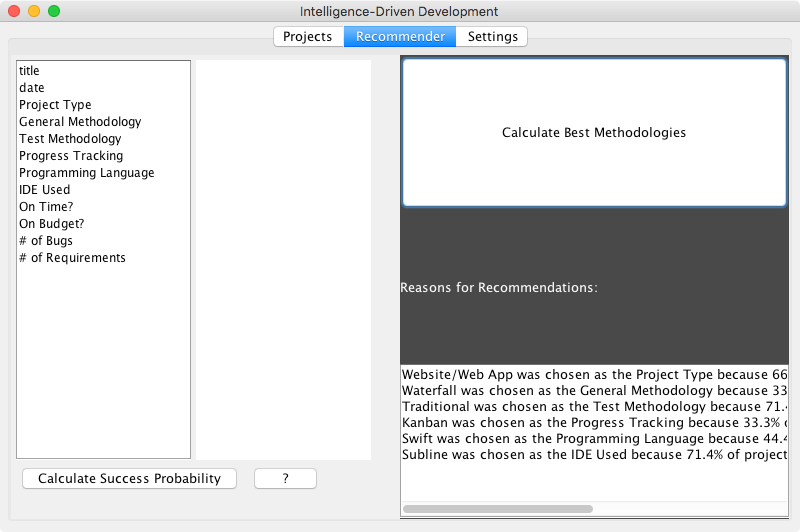 Intelligence-Driven Development
Projects
Recommender
Settings
title
date
Project Type
General Methodology
Test Methodology
Progress Tracking
Programming Language
IDE Used
On Time?
On Budget?
# of Bugs
# of Requirements
Calculate Success Probability
?
Calculate Best Methodologies
Reasons for Recommendations:
Website/Web App was chosen as the Project Type because 66
Waterfall was chosen as the General Methodology because 33
Traditional was chosen as the Test Methodology because 71.
Kanban was chosen as the Progress Tracking because 33.3%
Swift was chosen as the Programming Language because 44.4
Subline was chosen as the IDE Used because 71.4% of project